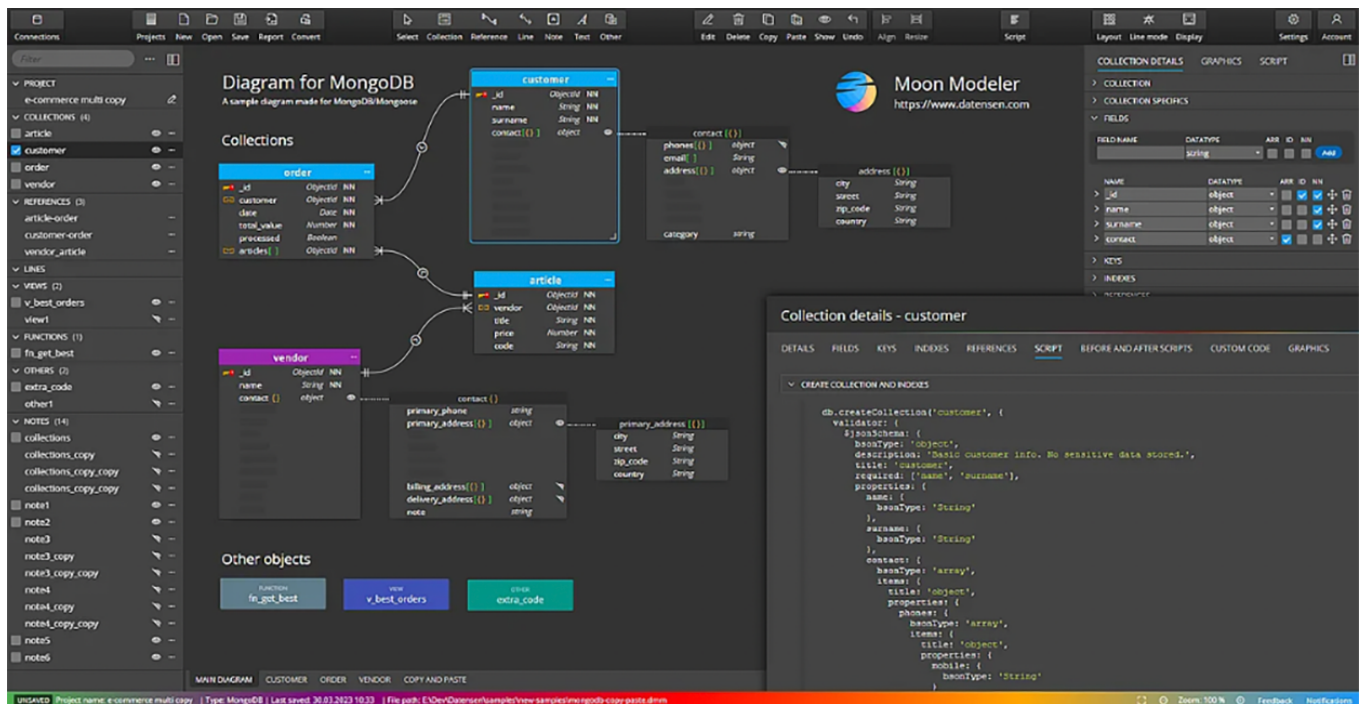 Connections Projects New Open Save Report Convert Select Collection Reference Line Note Text Other Edit Delete Copy Paste Show Undo Align Resize Script Layout Line mode Display Settings Account
Filter
PROJECT
e-commerce multi copy
COLLECTIONS (4)
article
customer
order
vendor
REFERENCES (3)
article-order
customer-order
vendor_article
LINES
VIEWS (2)
v_best_orders
view1
FUNCTIONS (1)
fn_get_best
OTHERS (2)
extra_code
other1
NOTES (14)
collections
collections_copy
collections_copy_copy
collections_copy_copy
note1
note2
note3
note3_copy
note3_copy_copy
note4
note4_copy
note4_copy_copy
note5
note6
Diagram for MongoDB
A sample diagram made for MongoDB/Mongoose
Moon Modeler
https://www.datensen.com
Collections
customer
_id ObjectId NN
name String NN
surname String NN
contact[{} ] object
contact [{}]
phones[{} ] object
email[ ] String
address[{} ] object
category string
address [{}]
city String
street String
zip_code String
country String
order
_id ObjectId NN
customer ObjectId NN
date Date NN
total_value Number NN
processed Boolean
articles[ ] ObjectId NN
article
_id ObjectId NN
vendor ObjectId NN
title String NN
price Number NN
code String NN
vendor
_id ObjectId NN
name String NN
contact {} object
contact {}
primary_phone string
primary_address[{} ] object
billing_address[{} ] object
delivery_address[{} ] object
note string
primary_address [{}]
city String
street String
zip_code String
country String
Other objects
FUNCTION
fn_get_best
VIEW
v_best_orders
OTHER
extra_code
MAIN DIAGRAM CUSTOMER ORDER VENDOR COPY AND PASTE
COLLECTION DETAILS GRAPHICS SCRIPT
COLLECTION
COLLECTION SPECIFICS
FIELDS
FIELD NAME DATATYPE ARR ID NN
string Add
NAME DATATYPE ARR ID NN
_id object
name object
surname object
contact object
KEYS
INDEXES
REFERENCES
Collection details - customer
DETAILS FIELDS KEYS INDEXES REFERENCES SCRIPT BEFORE AND AFTER SCRIPTS CUSTOM CODE GRAPHICS
CREATE COLLECTION AND INDEXES
db.createCollection('customer', {
validator: {
$jsonSchema: {
bsonType: 'object',
description: 'Basic customer info. No sensitive data stored.',
title: 'customer',
required: ['name', 'surname'],
properties: {
name: {
bsonType: 'String'
},
surname: {
bsonType: 'String'
},
contact: {
bsonType: 'array',
items: {
title: 'object',
properties: {
phones: {
bsonType: 'array',
items: {
title: 'object',
properties: {
mobile: {
bsonType: 'String'
}
UNSAVED Project name: e-commerce multi copy | Type: MongoDB | Last saved: 30.03.2023 10:33 | File path: E:\Dev\Datensen\samples\new-samples\mongodb-copy-paste.dmm Zoom: 100 % Feedback Notifications